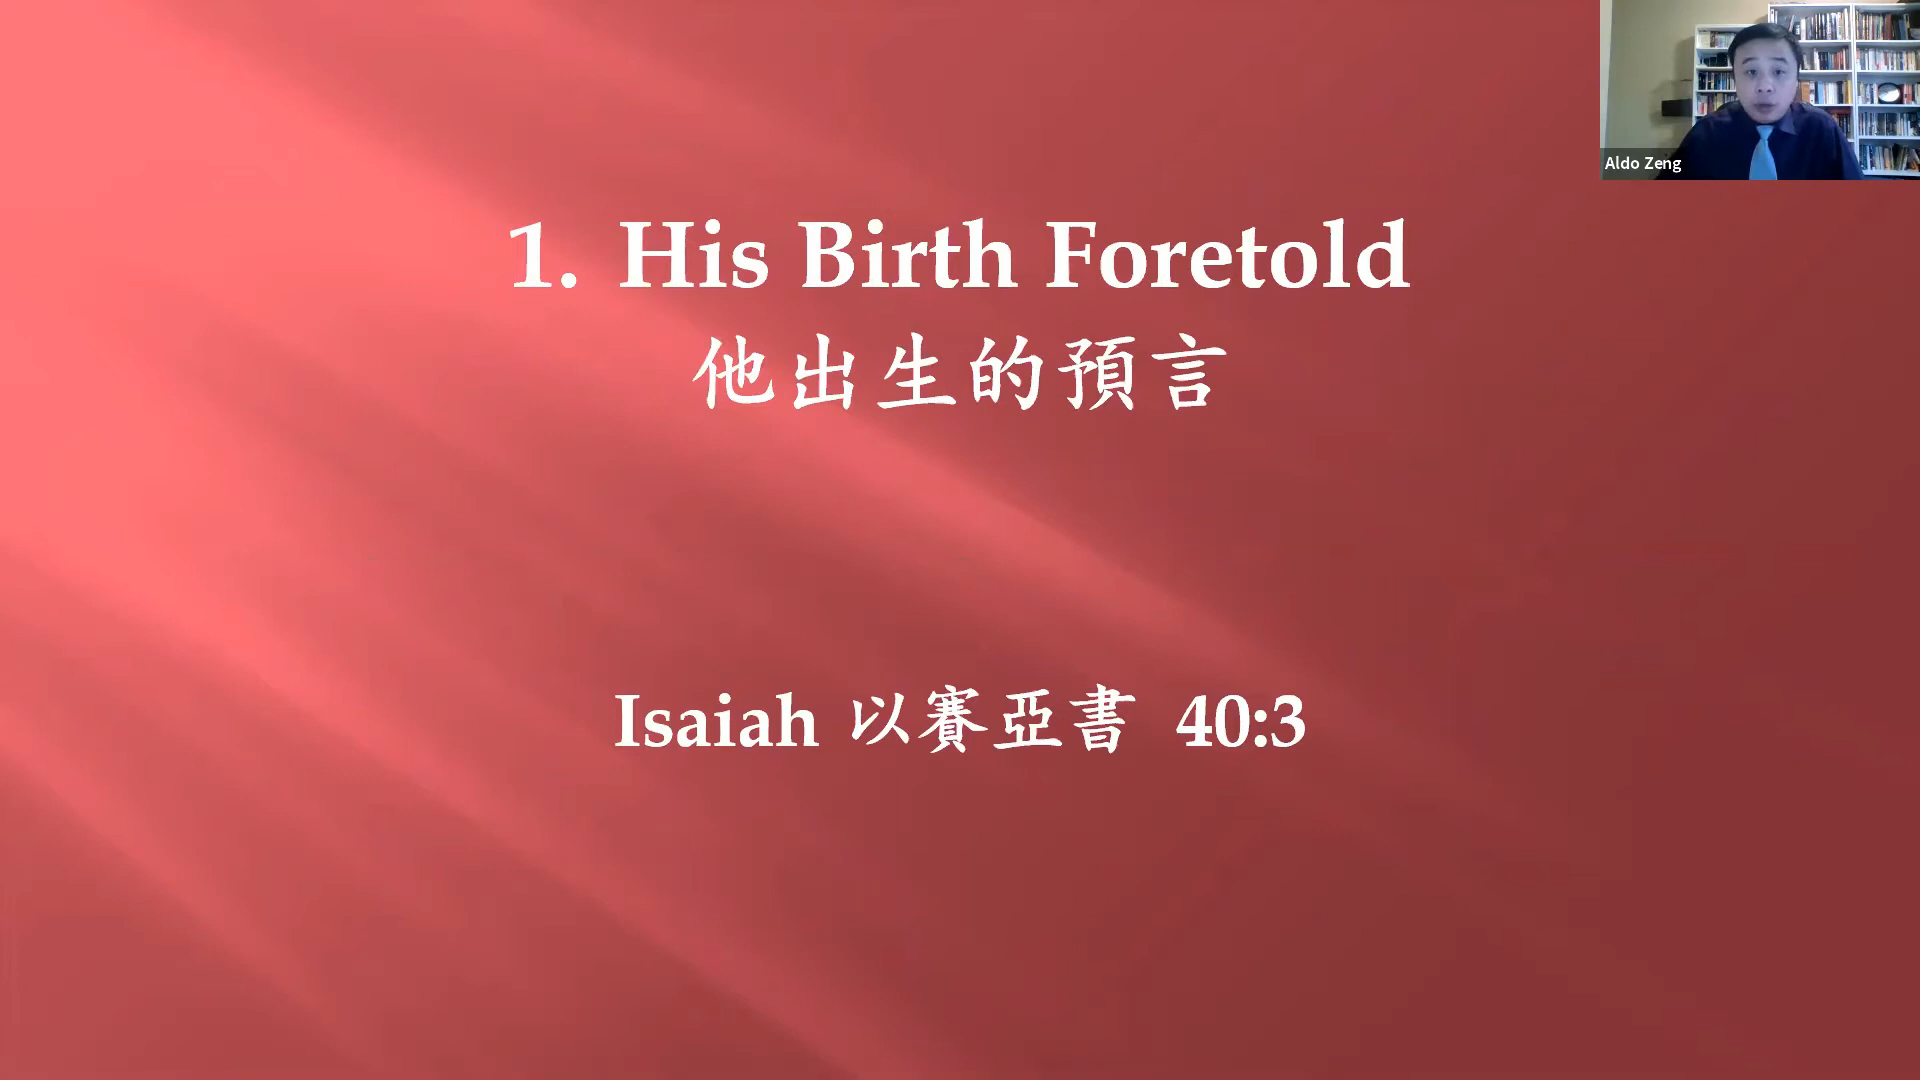 Aldo Zeng
1. His Birth Foretold
他出生的預言
Isaiah 以賽亞書 40:3